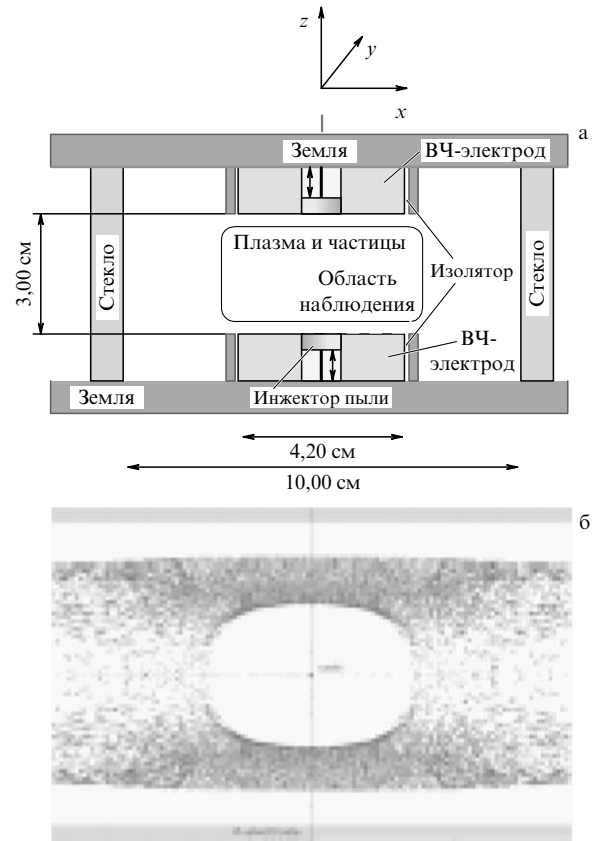 z
y
x
а
Земля
ВЧ-электрод
3,00 см
Стекло
Плазма и частицы
Область
наблюдения
Изолятор
Стекло
ВЧ-
электрод
Земля
Инжектор пыли
4,20 см
10,00 см
б